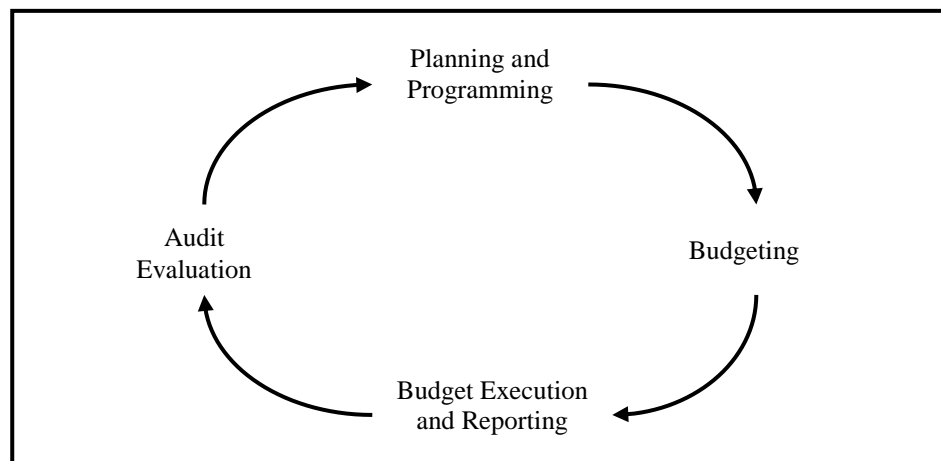 Planning and
Programming
Audit
Evaluation
Budgeting
Budget Execution
and Reporting